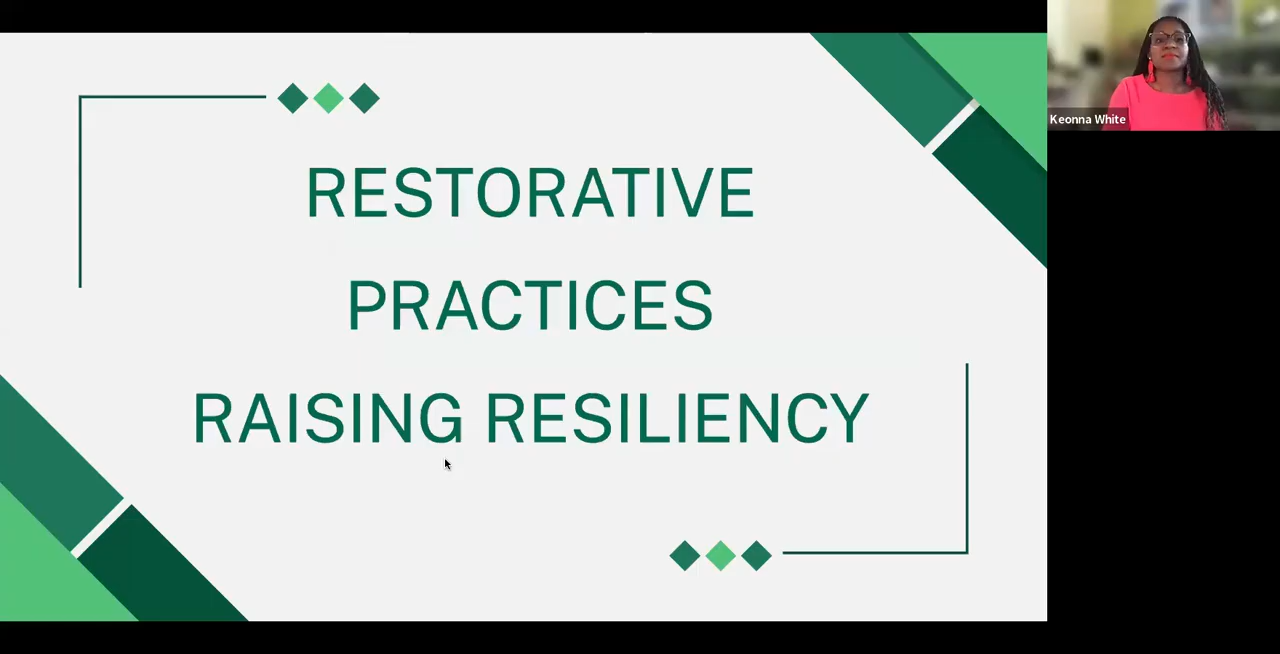 RESTORATIVE
PRACTICES
RAISING RESILIENCY
Keonna White